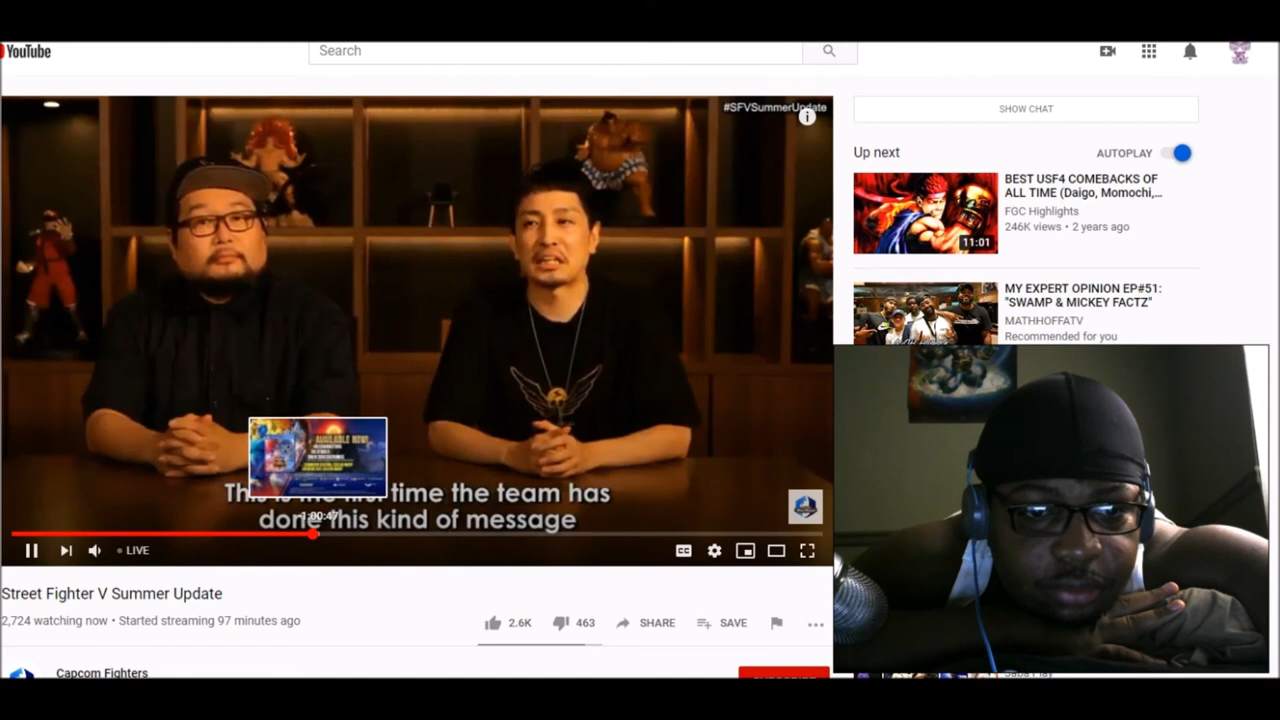 YouTube
Search
#SFVSummerUpdate
AVAILABLE NOW!
time the team has
done this kind of message
LIVE
CC
Street Fighter V Summer Update
2,724 watching now • Started streaming 97 minutes ago
2.6K
463
SHARE
SAVE
Capcom Fighters
SHOW CHAT
Up next
AUTOPLAY
BEST USF4 COMEBACKS OF
ALL TIME (Daigo, Momochi,...
FGC Highlights
246K views • 2 years ago
11:01
MY EXPERT OPINION EP#51:
"SWAMP & MICKEY FACTZ"
MATHHOFFATV
Recommended for you